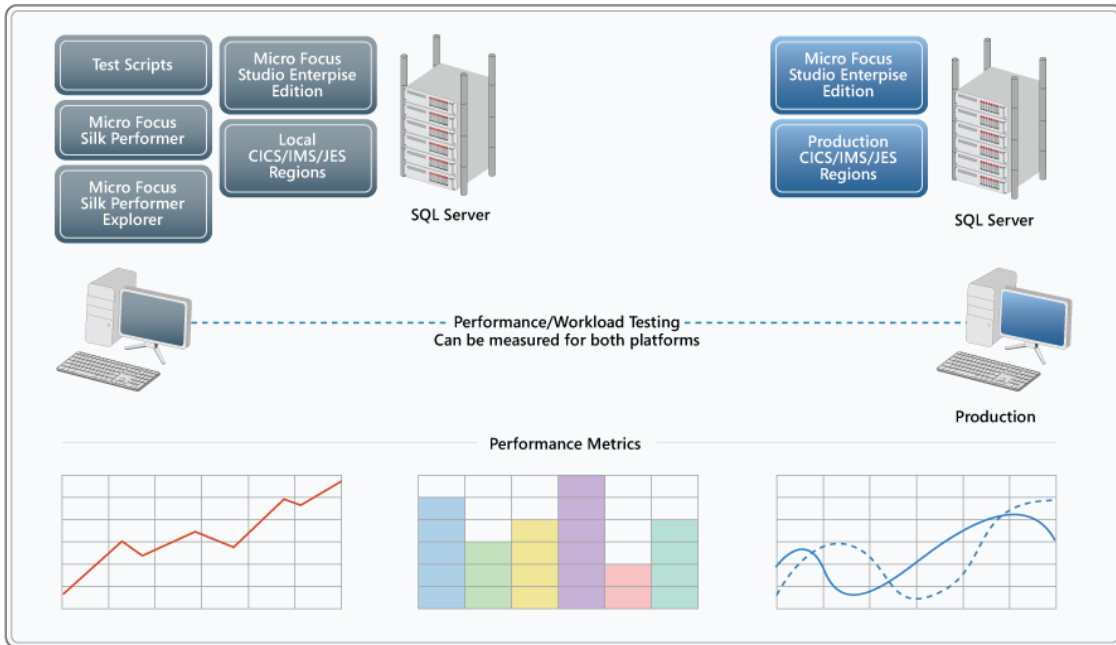 Test Scripts
Micro Focus
Silk Performer
Micro Focus
Silk Performer
Explorer
Micro Focus
Studio Enterpise
Edition
Local
CICS/IMS/JES
Regions
SQL Server
Micro Focus
Studio Enterpise
Edition
Production
CICS/IMS/JES
Regions
SQL Server
Performance/Workload Testing
Can be measured for both platforms
Production
Performance Metrics